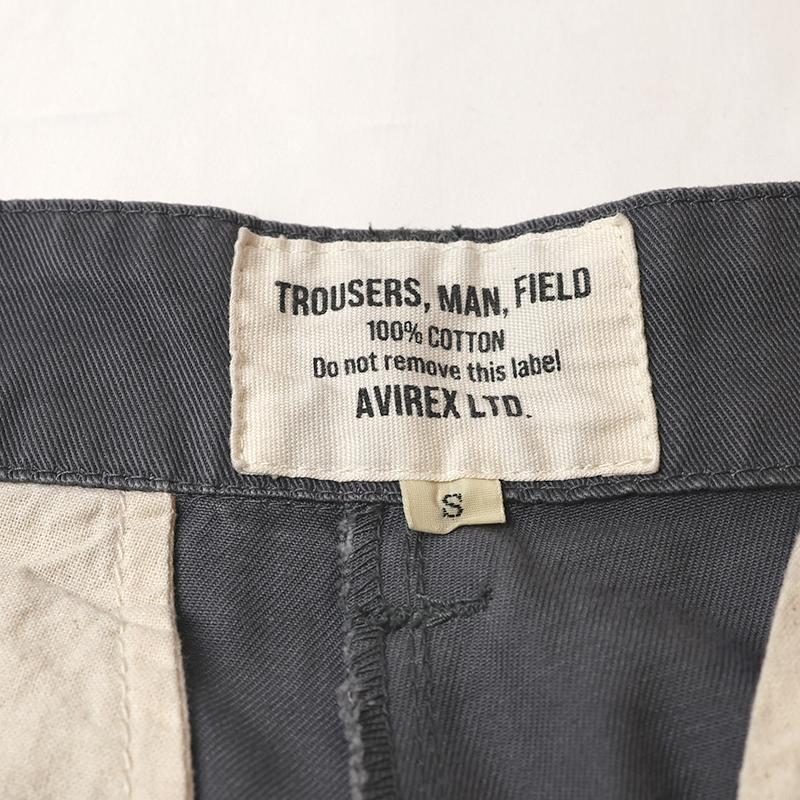 TROUSERS, MAN, FIELD
100% COTTON
Do not remove this label
AVIREX LTD.
S